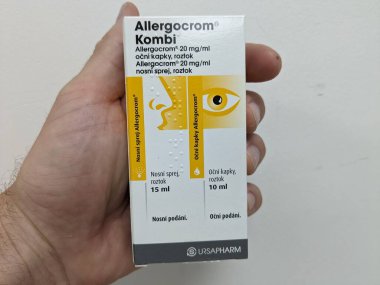 Allergocrom®
Kombi
Allergocrom® 20 mg/ml
oční kapky, roztok
Allergocrom® 20 mg/ml
nosní sprej, roztok
Nosní sprej Allergocrom®
Oční kapky Allergocrom®
Nosní sprej,
roztok
15 ml
Oční kapky,
roztok
10 ml
Nosní podání.
Oční podání.
URSAPHARM